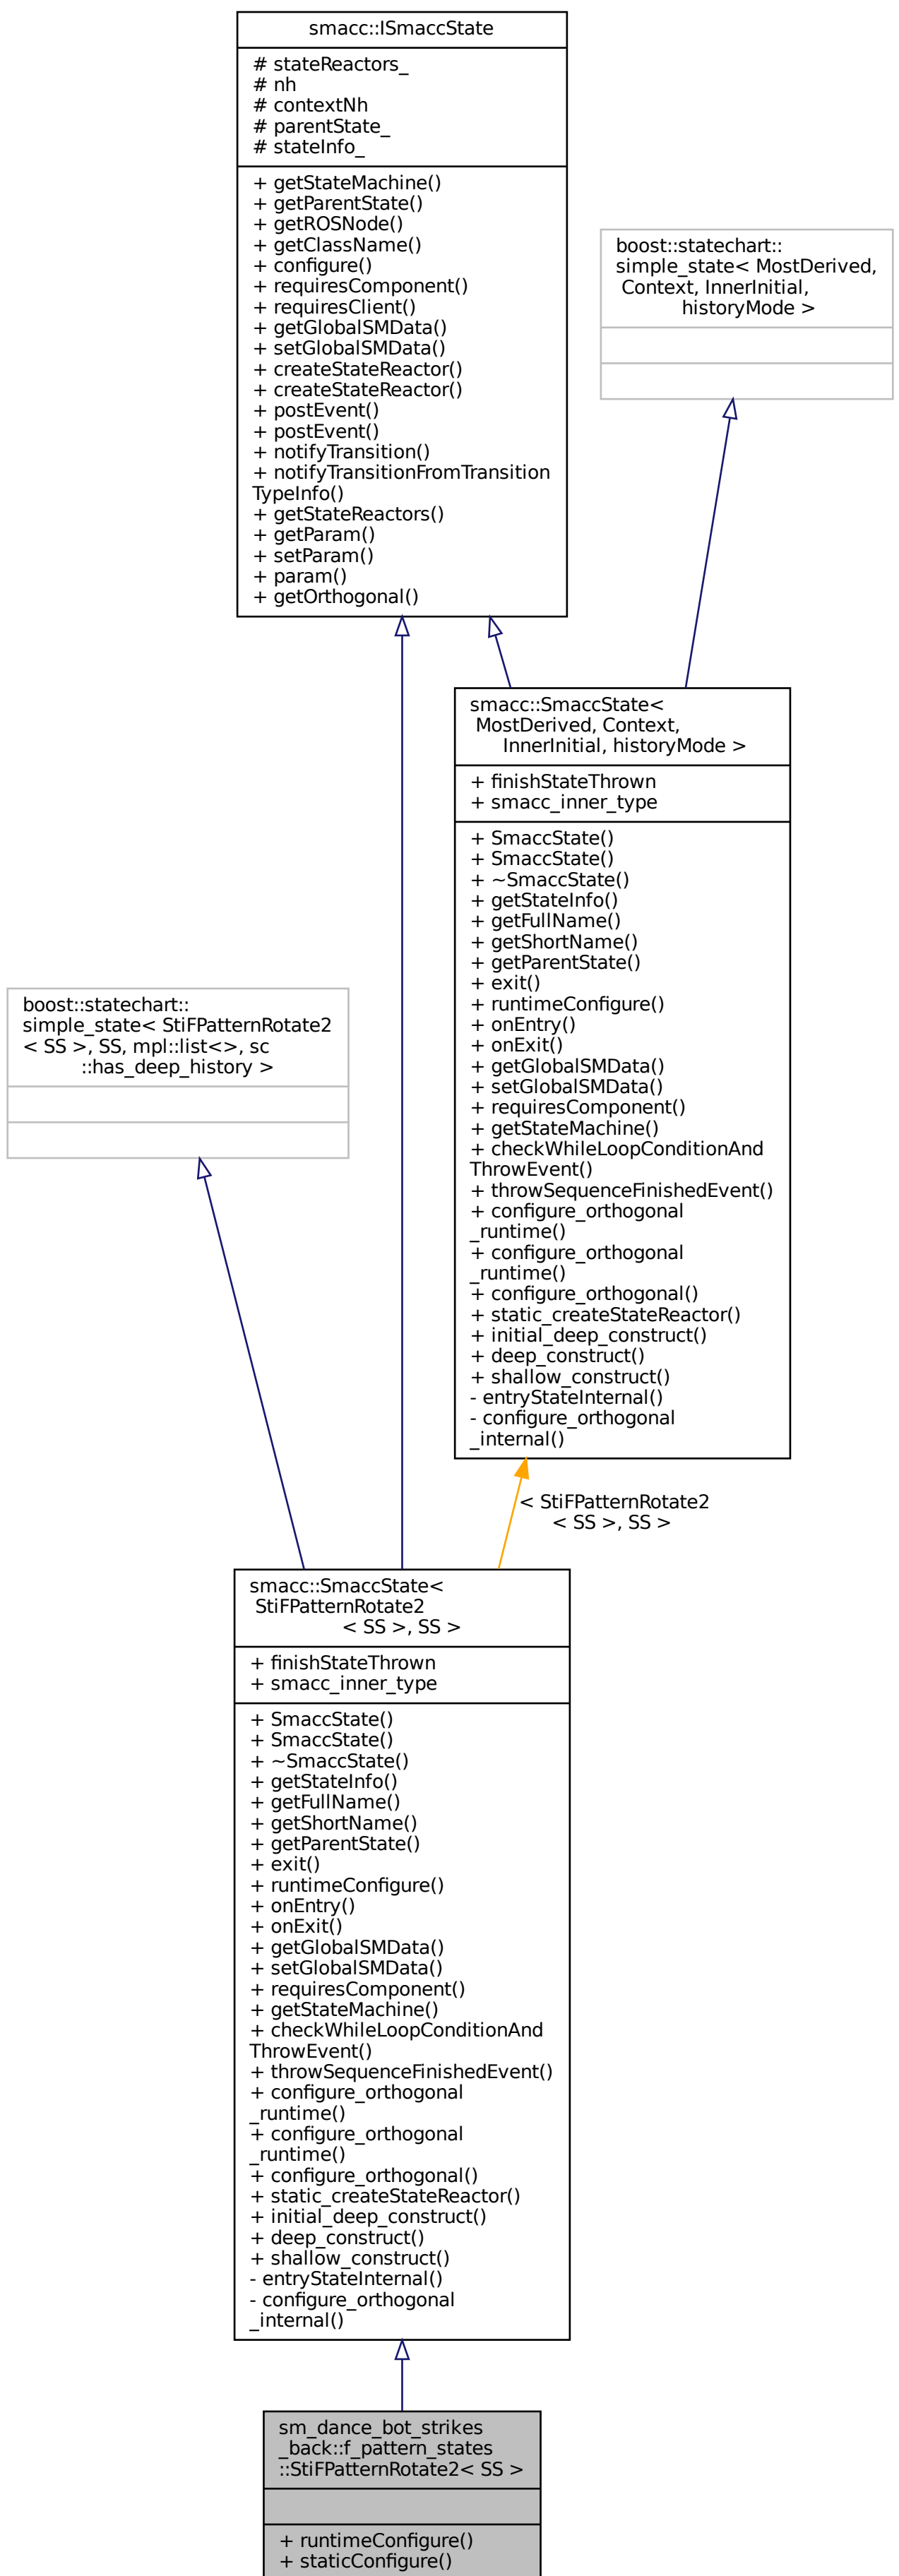 smacc::ISmaccState
# stateReactors_
# nh
# contextNh
# parentState_
# stateInfo_
+ getStateMachine()
+ getParentState()
+ getROSNode()
+ getClassName()
+ configure()
+ requiresComponent()
+ requiresClient()
+ getGlobalSMData()
+ setGlobalSMData()
+ createStateReactor()
+ createStateReactor()
+ postEvent()
+ postEvent()
+ notifyTransition()
+ notifyTransitionFromTransition
TypeInfo()
+ getStateReactors()
+ getParam()
+ setParam()
+ param()
+ getOrthogonal()
boost::statechart::
simple_state< MostDerived,
Context, InnerInitial,
historyMode >
smacc::SmaccState<
MostDerived, Context,
InnerInitial, historyMode >
+ finishStateThrown
+ smacc_inner_type
+ SmaccState()
+ SmaccState()
+ ~SmaccState()
+ getStateInfo()
+ getFullName()
+ getShortName()
+ getParentState()
+ exit()
+ runtimeConfigure()
+ onEntry()
+ onExit()
+ getGlobalSMData()
+ setGlobalSMData()
+ requiresComponent()
+ getStateMachine()
+ checkWhileLoopConditionAnd
ThrowEvent()
+ throwSequenceFinishedEvent()
+ configure_orthogonal
_runtime()
+ configure_orthogonal
_runtime()
+ configure_orthogonal()
+ static_createStateReactor()
+ initial_deep_construct()
+ deep_construct()
+ shallow_construct()
- entryStateInternal()
- configure_orthogonal
_internal()
boost::statechart::
simple_state< StiFPatternRotate2
< SS >, SS, mpl::list<>, sc
::has_deep_history >
< StiFPatternRotate2
< SS >, SS >
smacc::SmaccState<
StiFPatternRotate2
< SS >, SS >
+ finishStateThrown
+ smacc_inner_type
+ SmaccState()
+ SmaccState()
+ ~SmaccState()
+ getStateInfo()
+ getFullName()
+ getShortName()
+ getParentState()
+ exit()
+ runtimeConfigure()
+ onEntry()
+ onExit()
+ getGlobalSMData()
+ setGlobalSMData()
+ requiresComponent()
+ getStateMachine()
+ checkWhileLoopConditionAnd
ThrowEvent()
+ throwSequenceFinishedEvent()
+ configure_orthogonal
_runtime()
+ configure_orthogonal
_runtime()
+ configure_orthogonal()
+ static_createStateReactor()
+ initial_deep_construct()
+ deep_construct()
+ shallow_construct()
- entryStateInternal()
- configure_orthogonal
_internal()
sm_dance_bot_strikes
_back::f_pattern_states
::StiFPatternRotate2< SS >
+ runtimeConfigure()
+ staticConfigure()